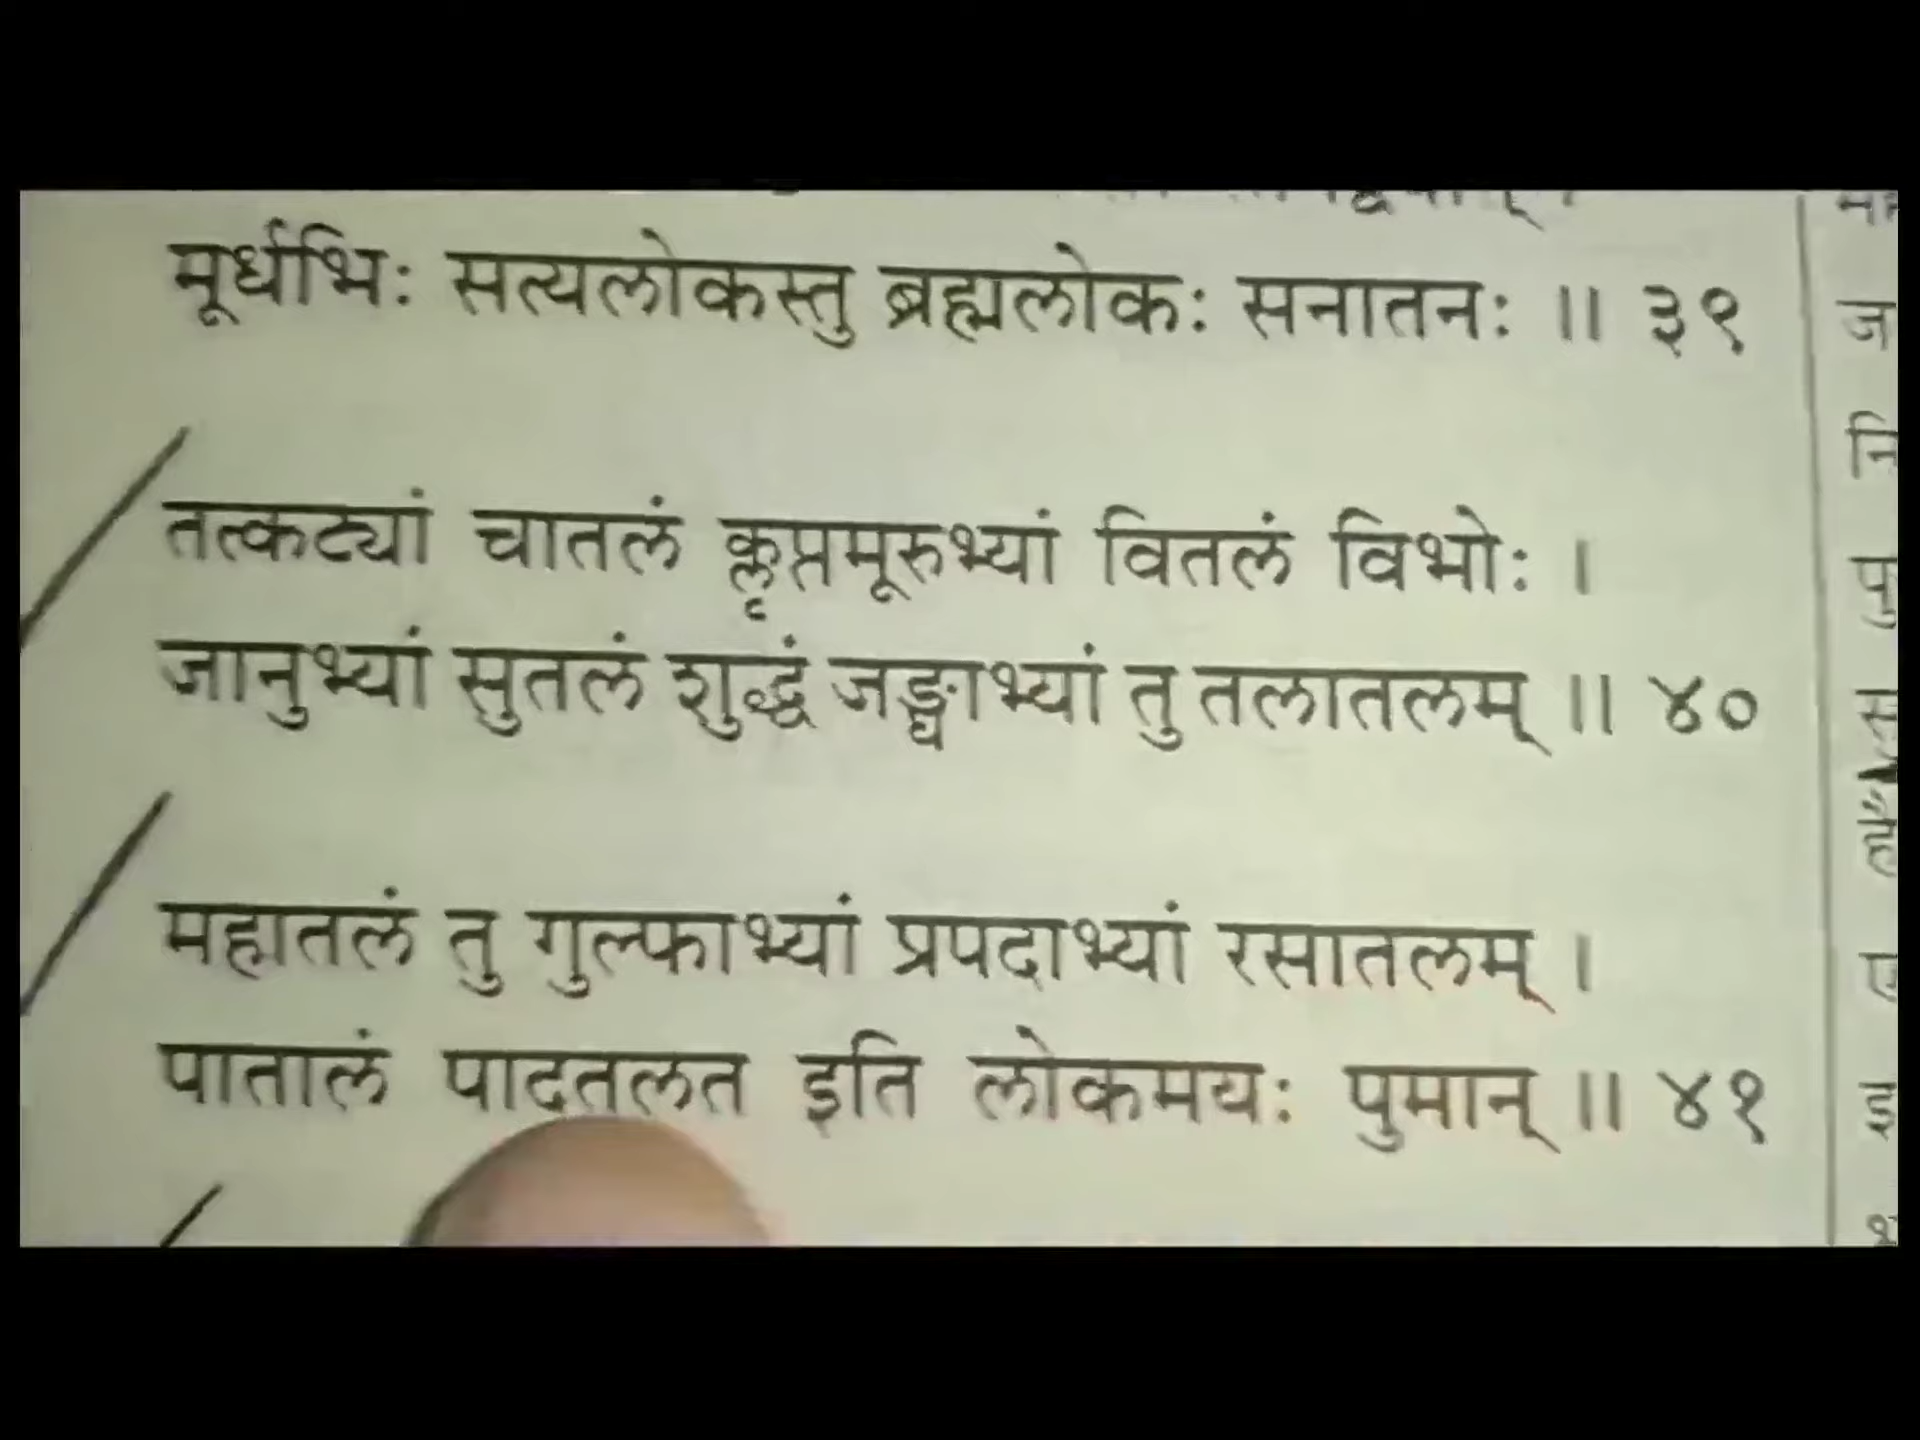 मूर्धभिः सत्यलोकस्तु ब्रह्मलोकः सनातनः ॥ ३९
तत्कट्यां चातलं क्लृप्तमूरुभ्यां वितलं विभोः ।
जानुभ्यां सुतलं शुद्धं जङ्घाभ्यां तु तलातलम् ॥ ४०
महातलं तु गुल्फाभ्यां प्रपदाभ्यां रसातलम् ।
पातालं पादतलत इति लोकमयः पुमान् ॥ ४१